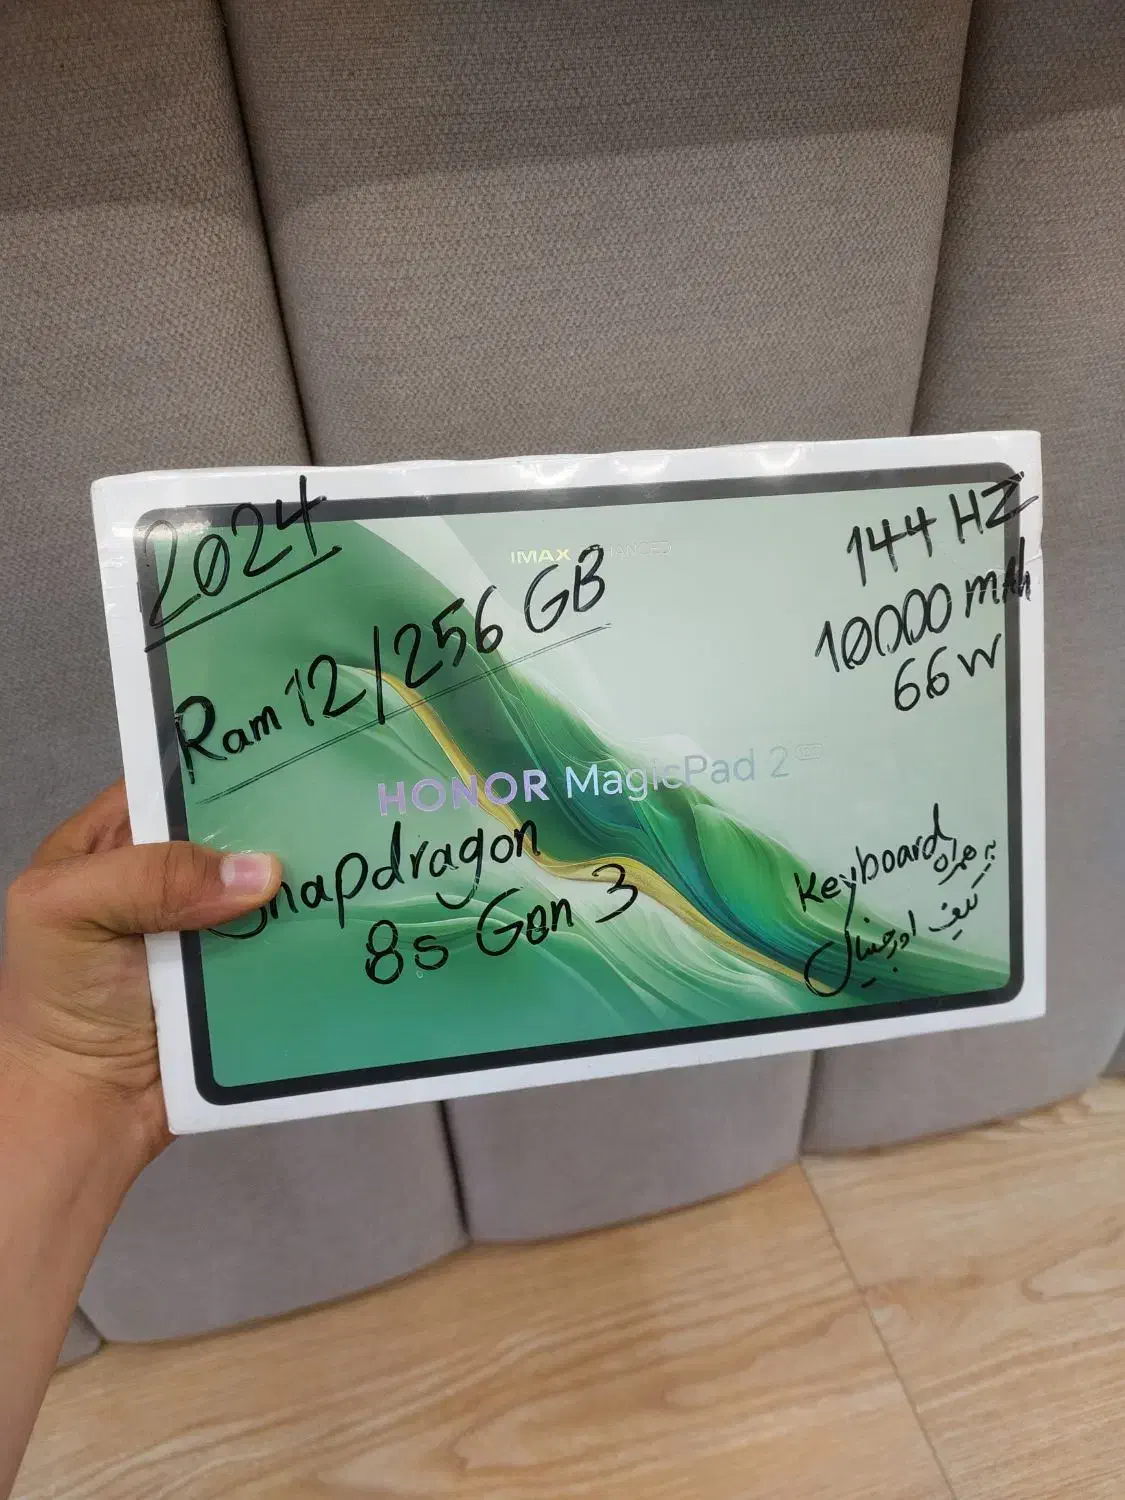 2024
144 HZ
10000 mAh
66 W
IMAX ENHANCED
Ram 12/256 GB
HONOR MagicPad 2
Snapdragon
8s Gen 3
به همراه Keyboard
کیف اورجینال